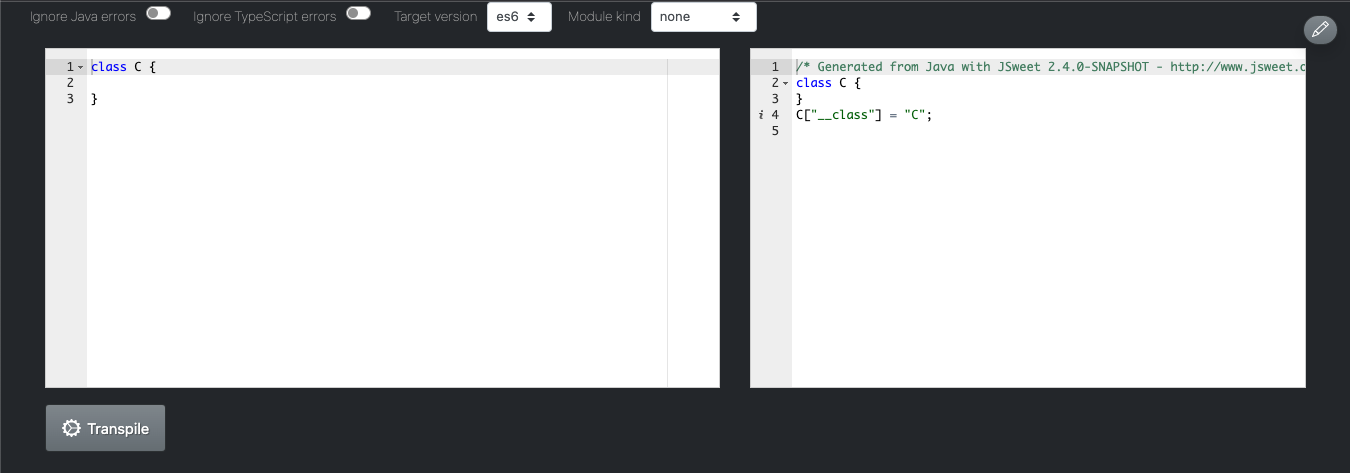 Ignore Java errors Ignore TypeScript errors Target version es6 Module kind none
1 class C {
2
3 }
1 /* Generated from Java with JSweet 2.4.0-SNAPSHOT - http://www.jsweet.o
2 class C {
3 }
i 4 C["__class"] = "C";
5
Transpile